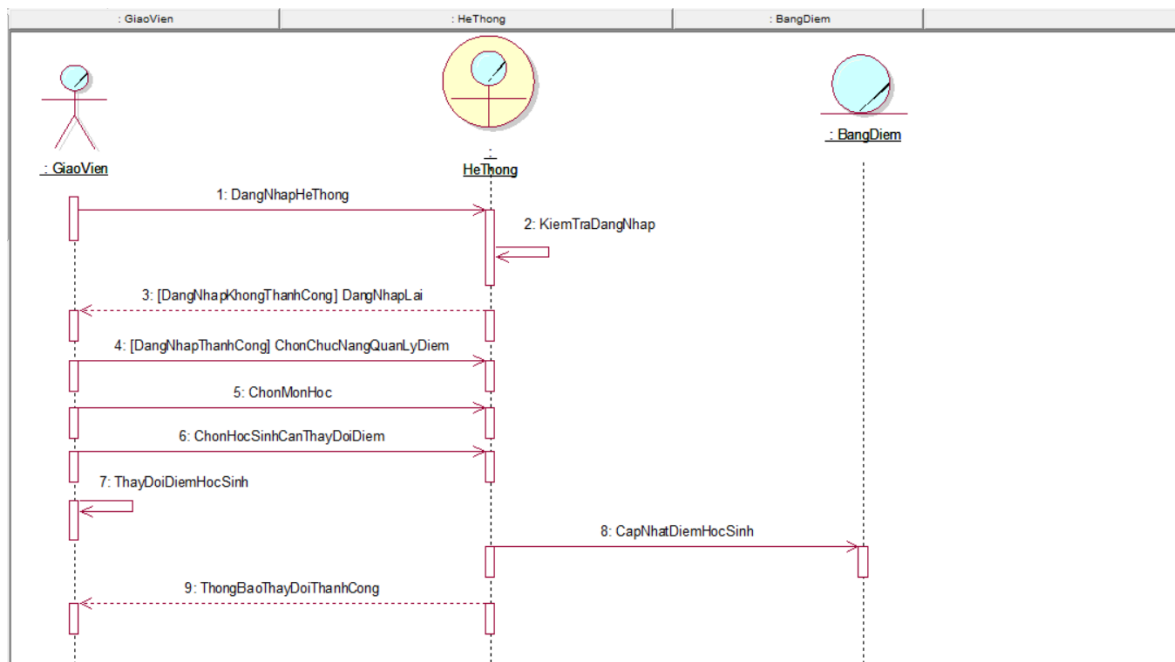 : GiaoVien
: HeThong
: BangDiem
: GiaoVien
:
HeThong
: BangDiem
1: DangNhapHeThong
2: KiemTraDangNhap
3: [DangNhapKhongThanhCong] DangNhapLai
4: [DangNhapThanhCong] ChonChucNangQuanLyDiem
5: ChonMonHoc
6: ChonHocSinhCanThayDoiDiem
7: ThayDoiDiemHocSinh
8: CapNhatDiemHocSinh
9: ThongBaoThayDoiThanhCong